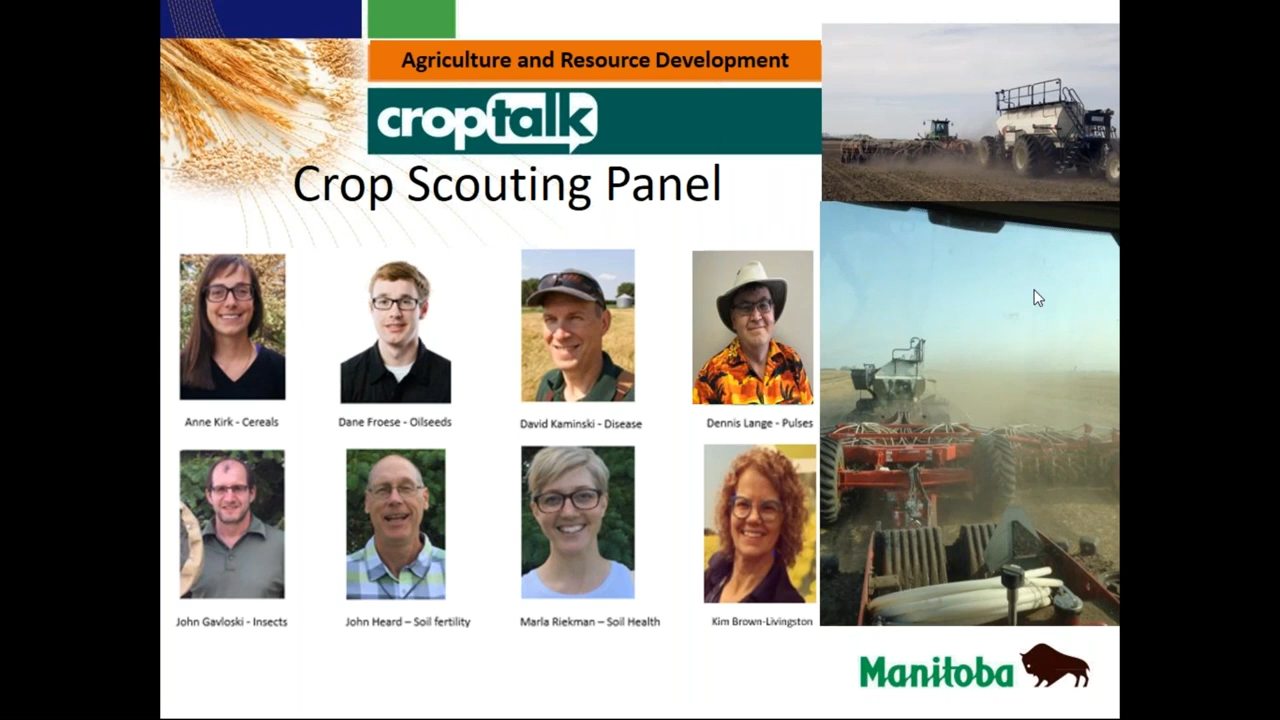 Agriculture and Resource Development
croptalk
Crop Scouting Panel
Anne Kirk - Cereals
Dane Froese - Oilseeds
David Kaminski - Disease
Dennis Lange - Pulses
John Gavloski - Insects
John Heard – Soil fertility
Marla Riekman – Soil Health
Kim Brown-Livingston
Manitoba